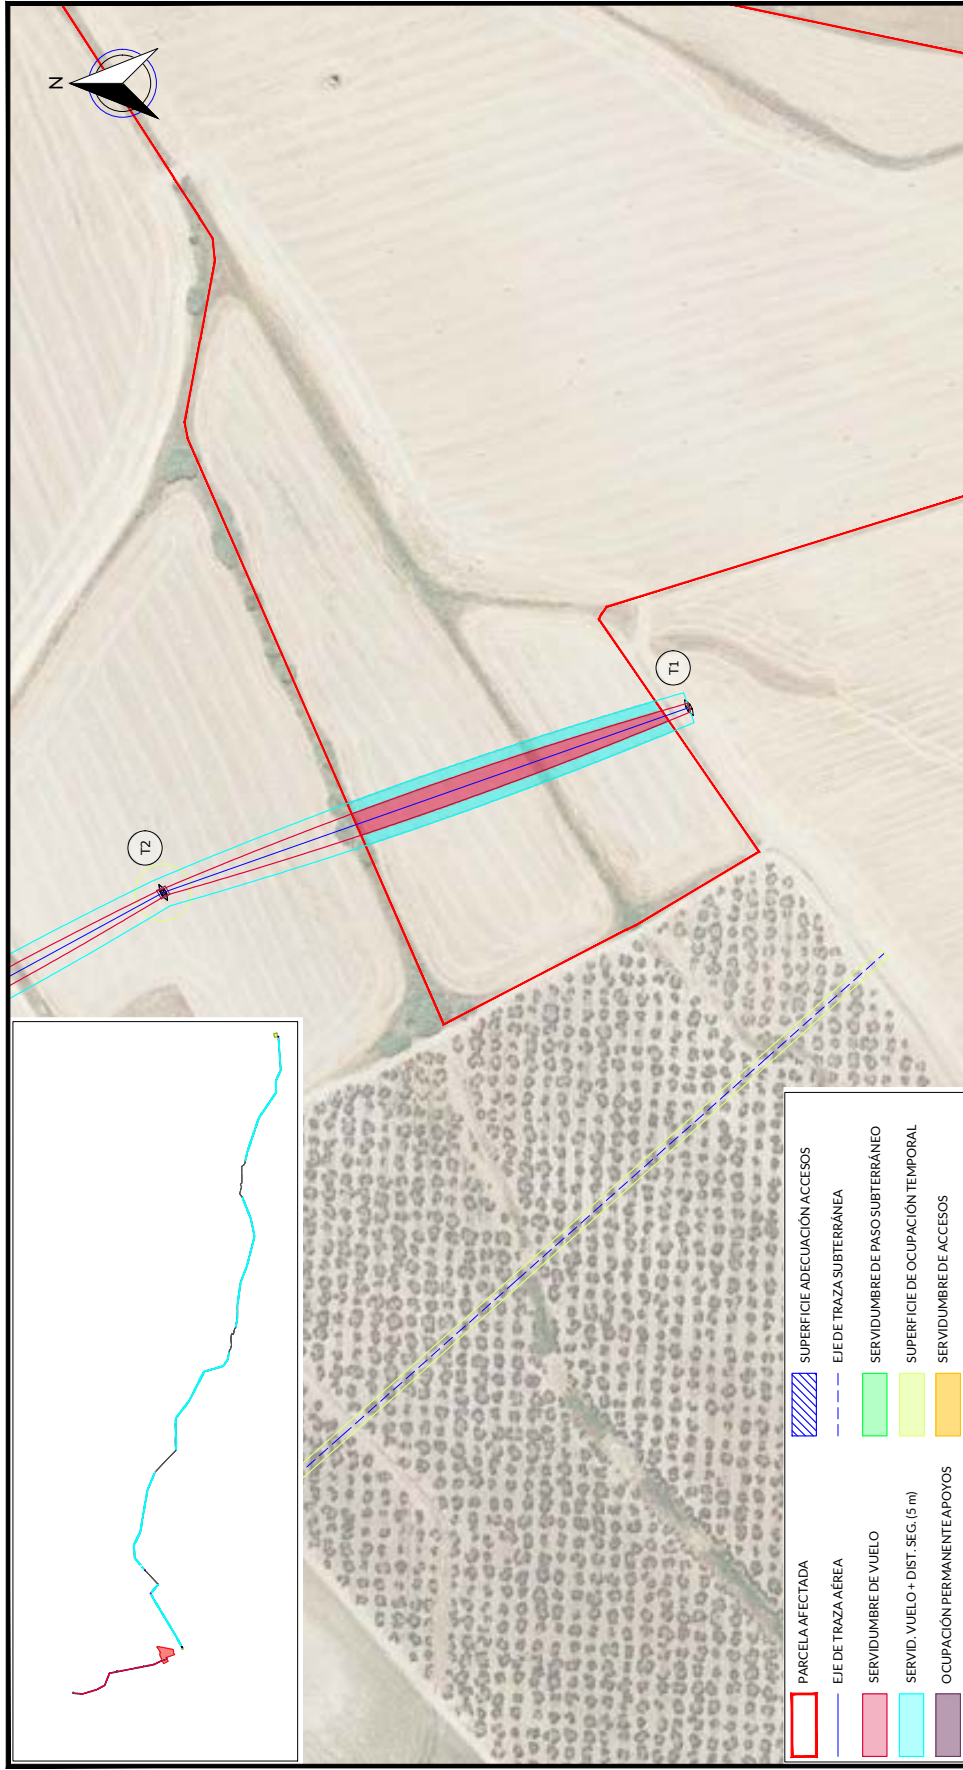 N
T2
T1
PARCELA AFECTADA
EJE DE TRAZA AÉREA
SERVIDUMBRE DE VUELO
SERVID. VUELO + DIST. SEG. (5 m)
OCUPACIÓN PERMANENTE APOYOS
SUPERFICIE ADECUACIÓN ACCESOS
EJE DE TRAZA SUBTERRÁNEA
SERVIDUMBRE DE PASO SUBTERRÁNEO
SUPERFICIE DE OCUPACIÓN TEMPORAL
SERVIDUMBRE DE ACCESOS